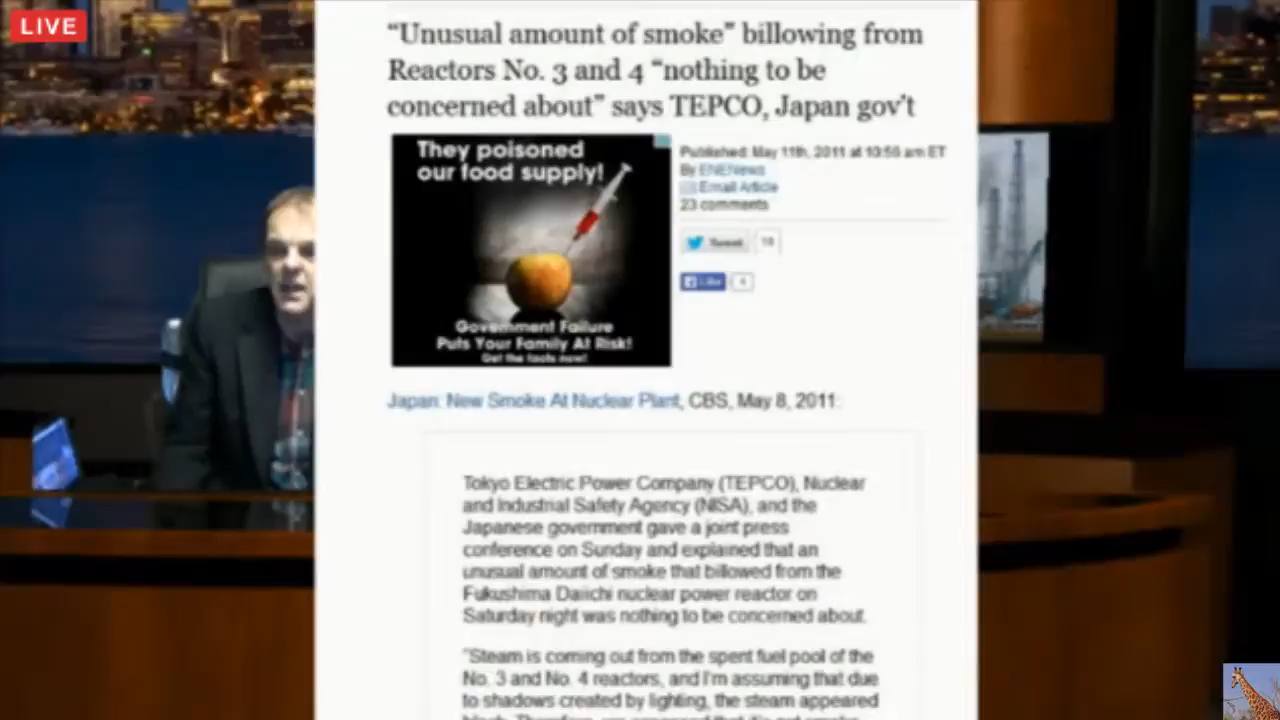 LIVE
“Unusual amount of smoke” billowing from
Reactors No. 3 and 4 “nothing to be
concerned about” says TEPCO, Japan gov’t
They poisoned
our food supply!
Government Failure
Puts Your Family At Risk!
Get the facts now!
Published: May 11th, 2011 at 10:56 am ET
By ENENews
Email Article
23 comments
Tweet
Like
Japan: New Smoke At Nuclear Plant, CBS, May 8, 2011:
Tokyo Electric Power Company (TEPCO), Nuclear
and Industrial Safety Agency (NISA), and the
Japanese government gave a joint press
conference on Sunday and explained that an
unusual amount of smoke that billowed from the
Fukushima Daiichi nuclear power reactor on
Saturday night was nothing to be concerned about.
“Steam is coming out from the spent fuel pool of the
No. 3 and No. 4 reactors, and I'm assuming that due
to shadows created by lighting, the steam appeared